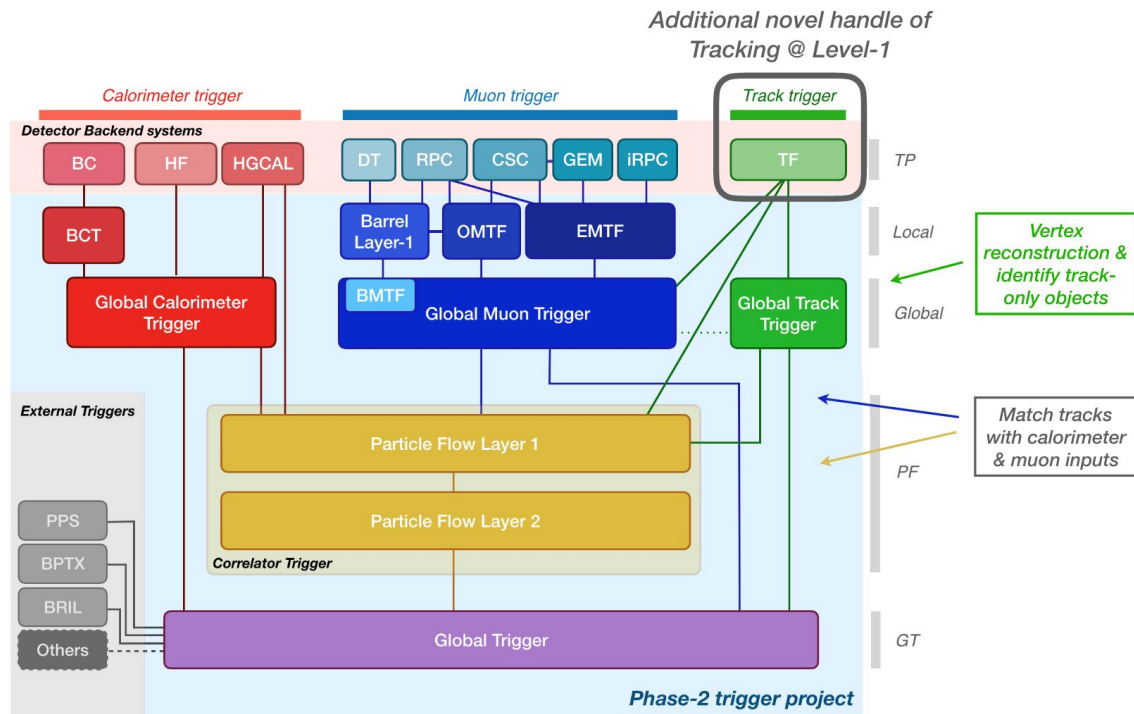 Additional novel handle of
Tracking @ Level-1
Calorimeter trigger
Muon trigger
Track trigger
Detector Backend systems
BC
HF
HGCAL
DT
RPC
CSC
GEM
iRPC
TF
TP
BCT
Barrel
Layer-1
OMTF
EMTF
Local
Vertex
reconstruction &
identify track-
only objects
Global Calorimeter
Trigger
BMTF
Global Muon Trigger
Global Track
Trigger
Global
External Triggers
Particle Flow Layer 1
Match tracks
with calorimeter
& muon inputs
PF
PPS
Particle Flow Layer 2
BPTX
Correlator Trigger
BRIL
Others
Global Trigger
GT
Phase-2 trigger project